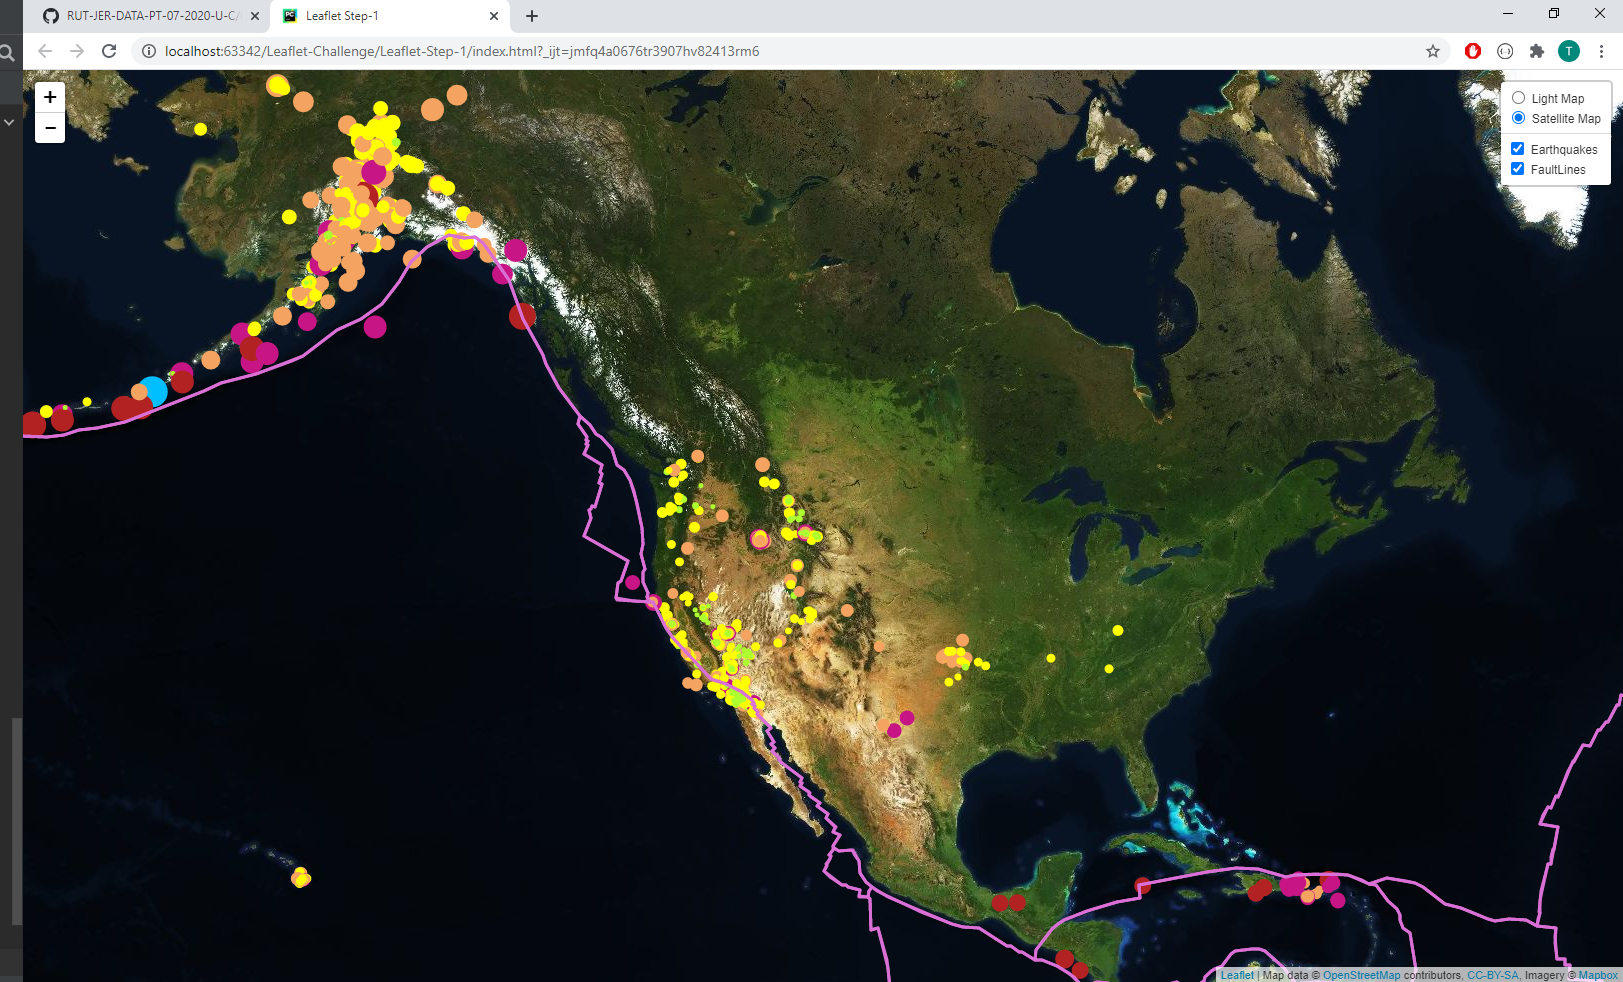 RUT-JER-DATA-PT-07-2020-U-C/
Leaflet Step-1
localhost:63342/Leaflet-Challenge/Leaflet-Step-1/index.html?_ijt=jmfq4a0676tr3907hv82413rm6
T
+
−
Light Map
Satellite Map
Earthquakes
FaultLines
Leaflet | Map data © OpenStreetMap contributors, CC-BY-SA, Imagery © Mapbox